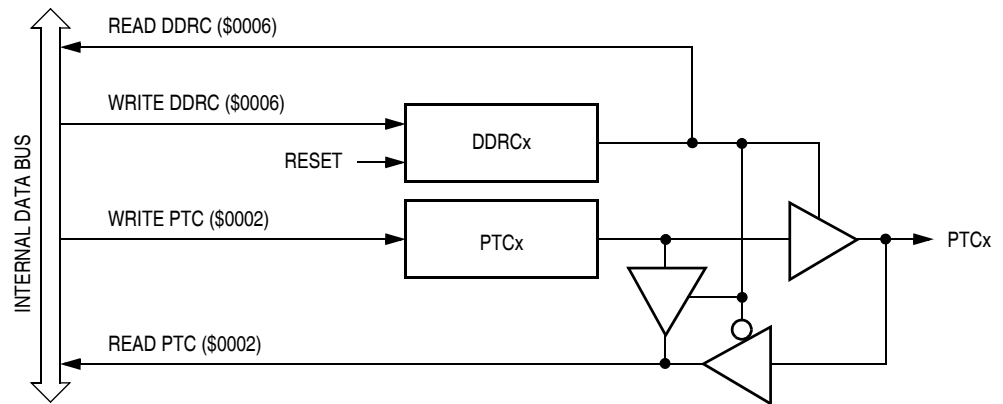 READ DDRC ($0006)
WRITE DDRC ($0006)
DDRCx
RESET
INTERNAL DATA BUS
WRITE PTC ($0002)
PTCx
PTCx
READ PTC ($0002)